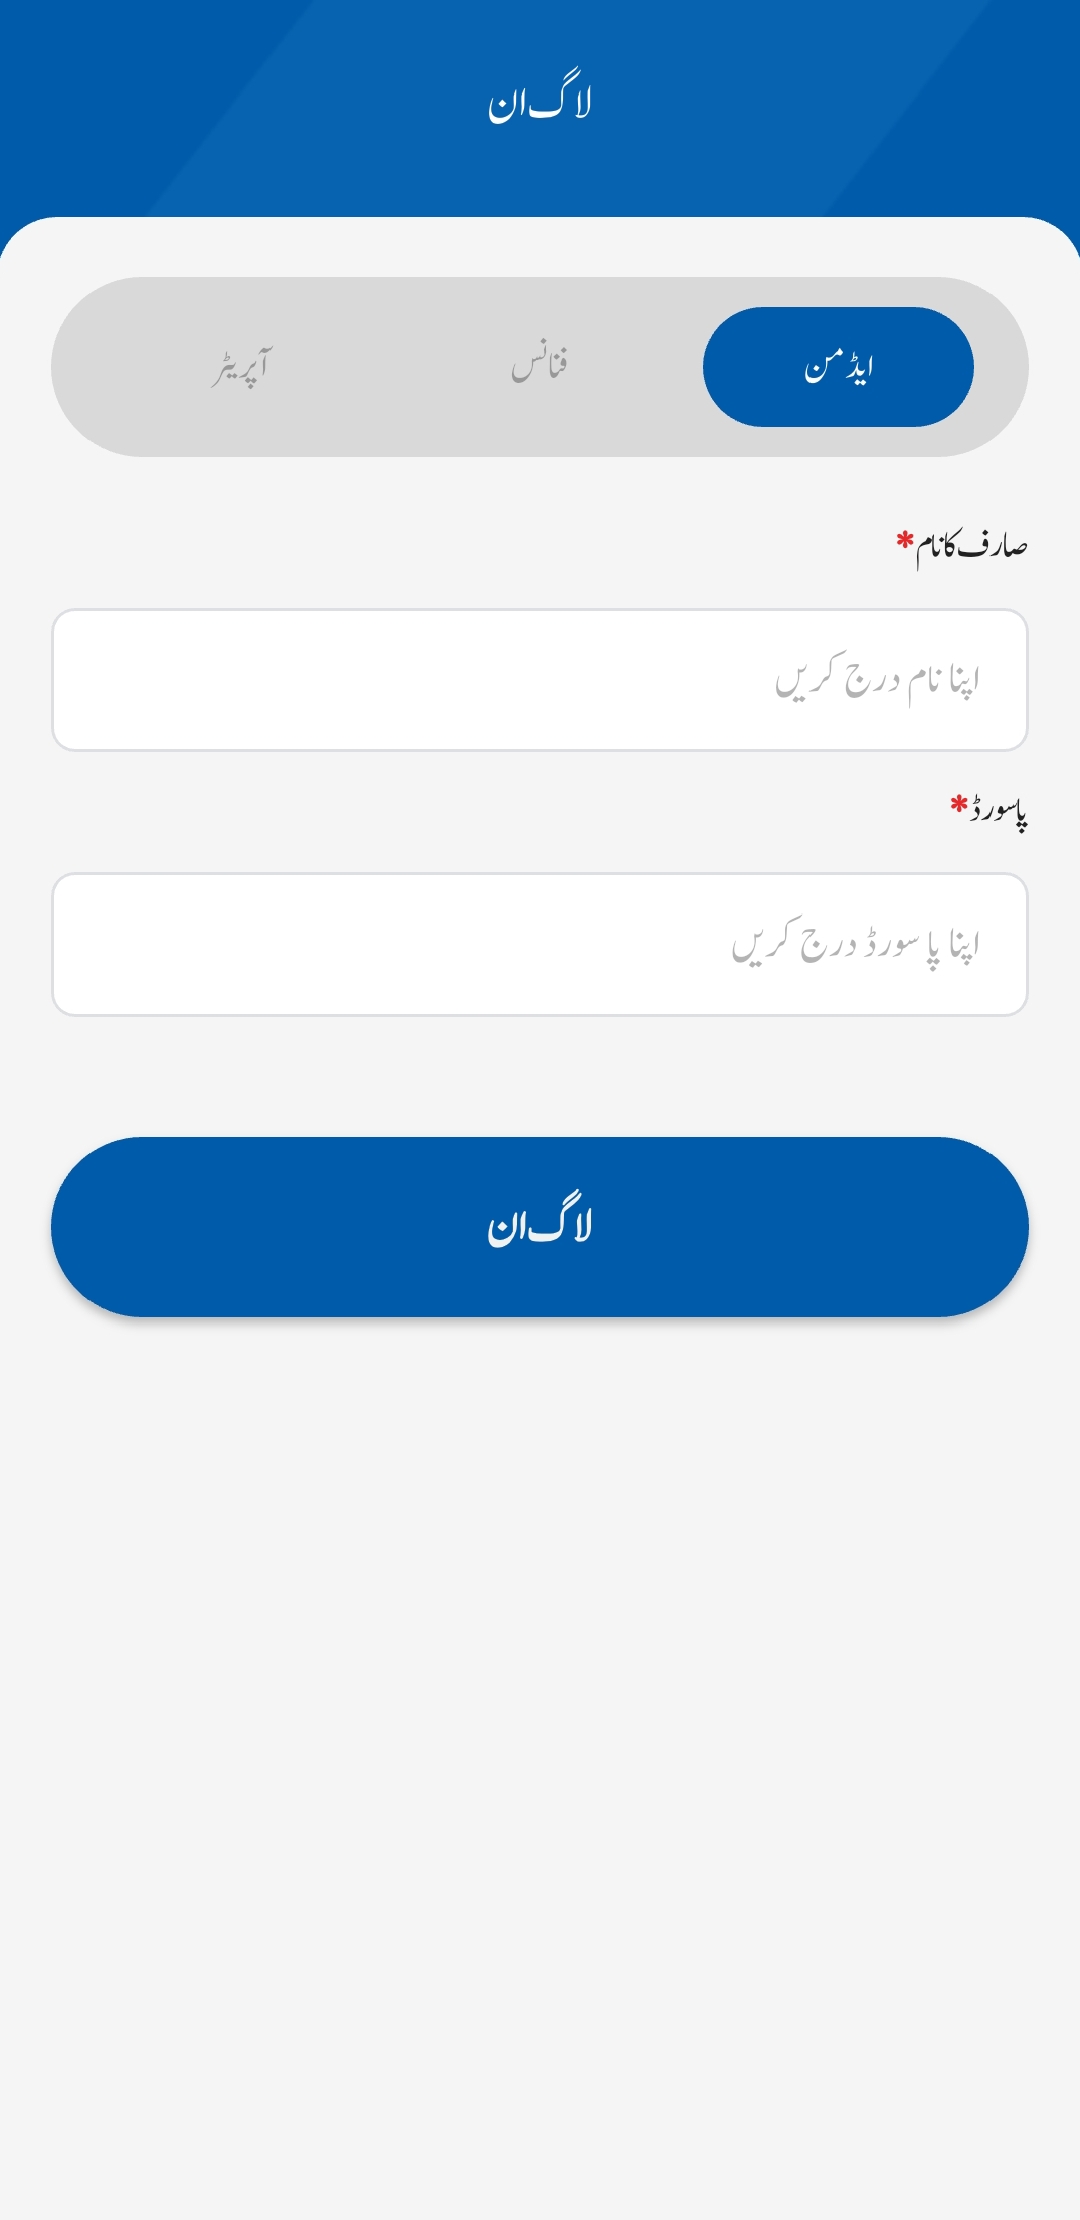 لاگ ان
ایڈمن فنانس آپریٹر
صارف کا نام*
اپنا نام درج کریں
پاسورڈ*
اپنا پاسورڈ درج کریں
لاگ ان